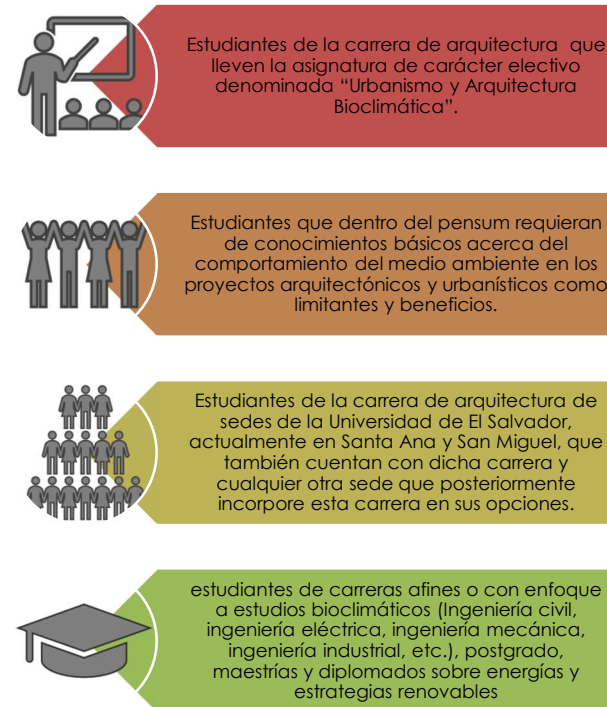 Estudiantes de la carrera de arquitectura  que
lleven la asignatura de carácter electivo
denominada “Urbanismo y Arquitectura
Bioclimática”.
Estudiantes que dentro del pensum requieran
de conocimientos básicos acerca del
comportamiento del medio ambiente en los
proyectos arquitectónicos y urbanísticos como
limitantes y beneficios.
Estudiantes de la carrera de arquitectura de
sedes de la Universidad de El Salvador,
actualmente en Santa Ana y San Miguel, que
también cuentan con dicha carrera y
cualquier otra sede que posteriormente
incorpore esta carrera en sus opciones.
estudiantes de carreras afines o con enfoque
a estudios bioclimáticos (Ingeniería civil,
ingeniería eléctrica, ingeniería mecánica,
ingeniería industrial, etc.), postgrado,
maestrías y diplomados sobre energías y
estrategias renovables